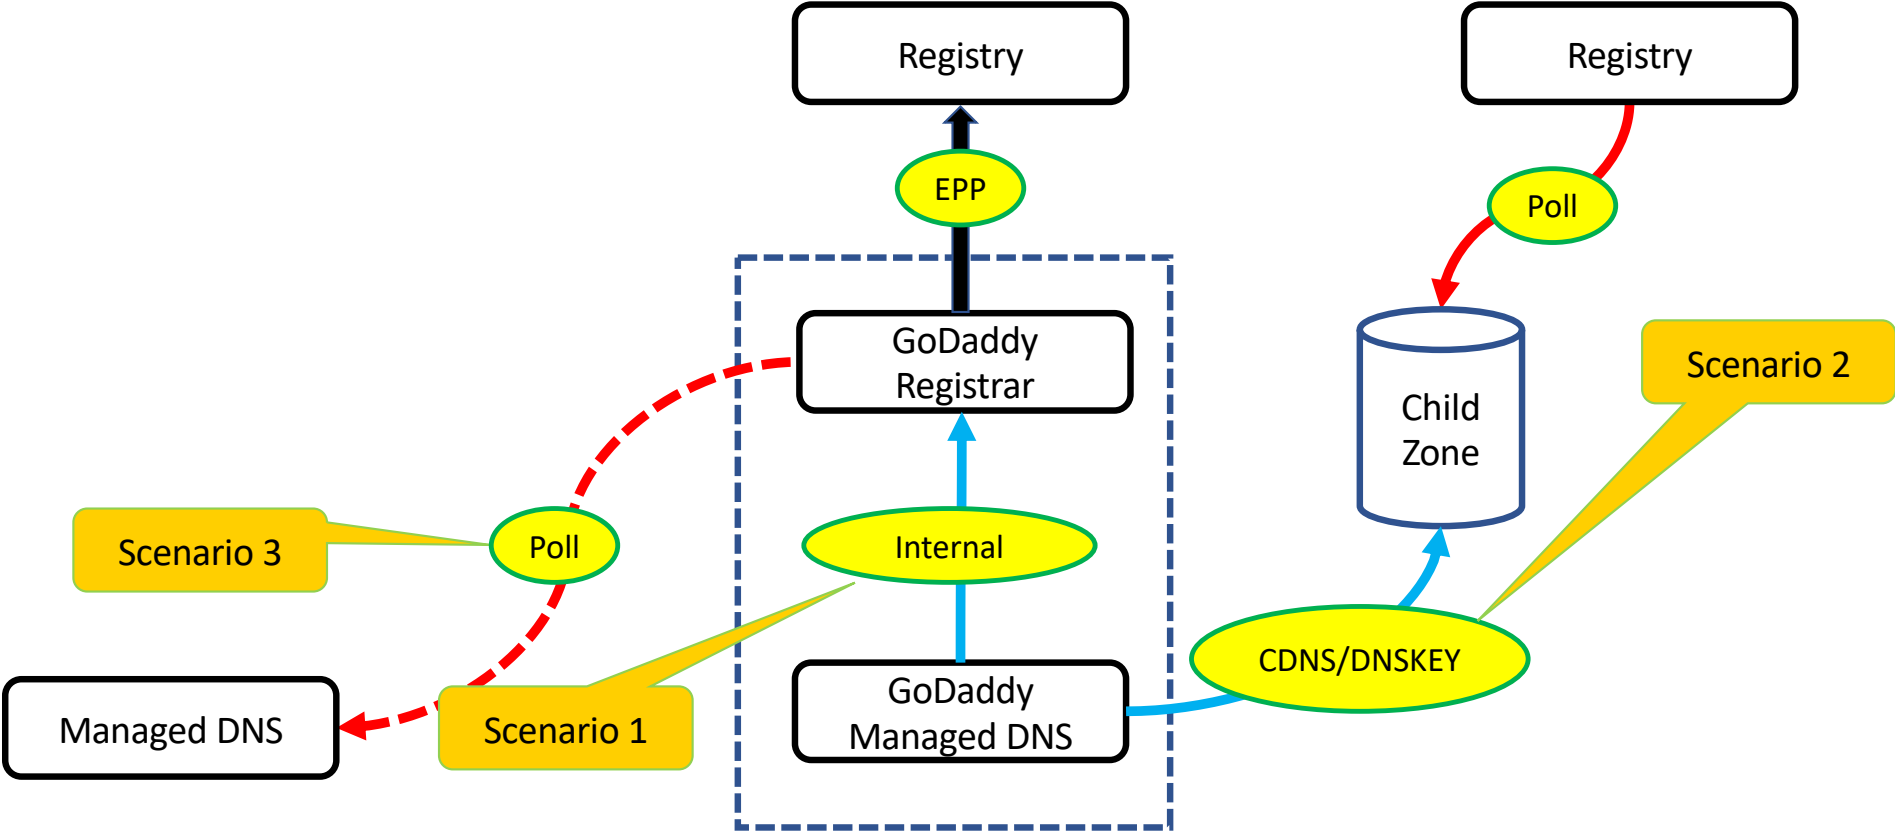 Registry
Registry
EPP
Poll
GoDaddy
Registrar
Scenario 2
Child
Zone
Scenario 3
Poll
Internal
CDNS/DNSKEY
Managed DNS
Scenario 1
GoDaddy
Managed DNS